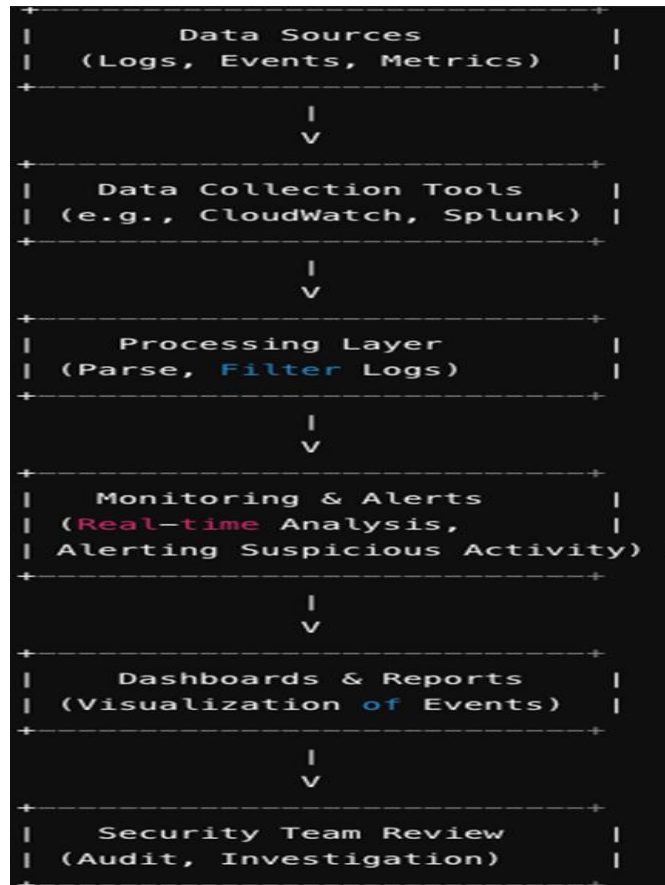 Data Sources
(Logs, Events, Metrics)
Data Collection Tools
(e.g., CloudWatch, Splunk)
Processing Layer
(Parse, Filter Logs)
Monitoring & Alerts
(Real-time Analysis,
Alerting Suspicious Activity)
Dashboards & Reports
(Visualization of Events)
Security Team Review
(Audit, Investigation)